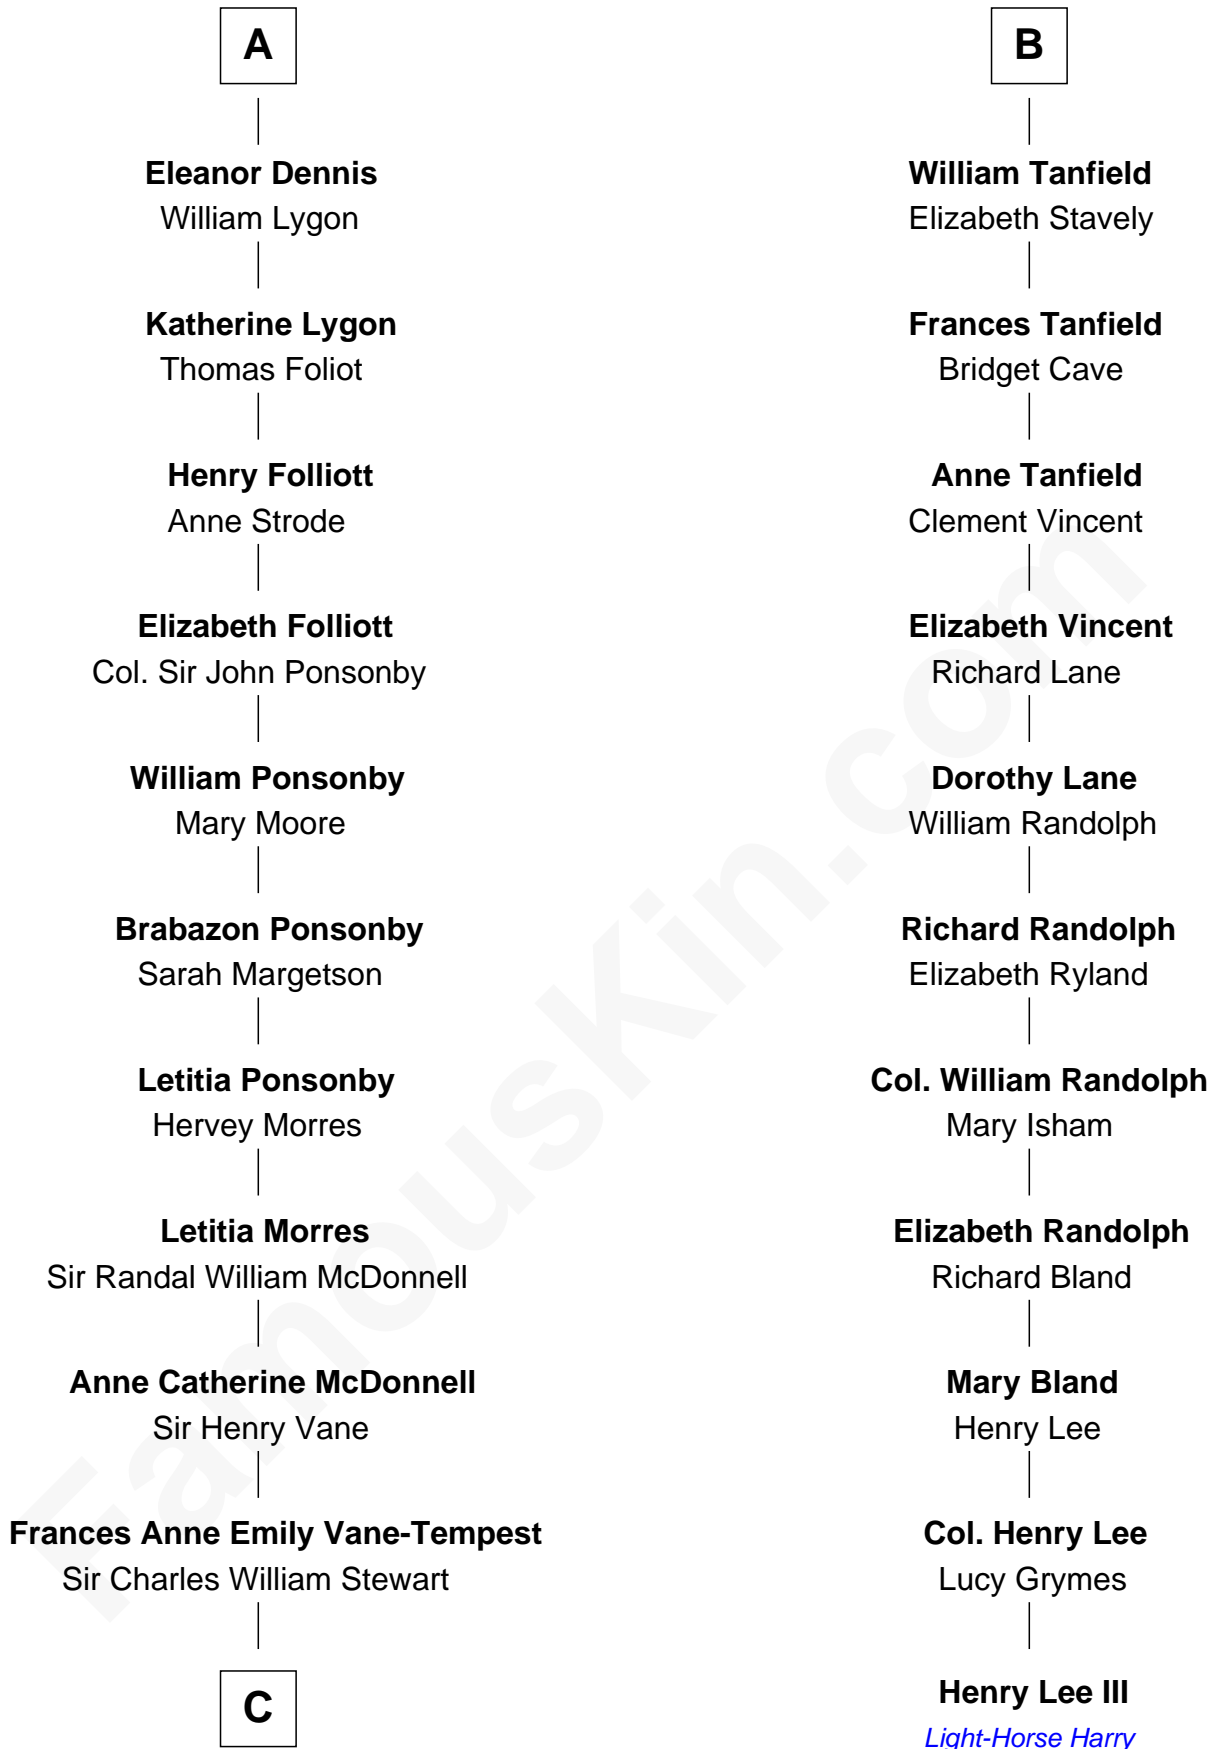 A
Eleanor Dennis
William Lygon
Katherine Lygon
Thomas Foliot
Henry Folliott
Anne Strode
Elizabeth Folliott
Col. Sir John Ponsonby
William Ponsonby
Mary Moore
Brabazon Ponsonby
Sarah Margetson
Letitia Ponsonby
Hervey Morres
Letitia Morres
Sir Randal William McDonnell
Anne Catherine McDonnell
Sir Henry Vane
Frances Anne Emily Vane-Tempest
Sir Charles William Stewart
C
B
William Tanfield
Elizabeth Stavely
Frances Tanfield
Bridget Cave
Anne Tanfield
Clement Vincent
Elizabeth Vincent
Richard Lane
Dorothy Lane
William Randolph
Richard Randolph
Elizabeth Ryland
Col. William Randolph
Mary Isham
Elizabeth Randolph
Richard Bland
Mary Bland
Henry Lee
Col. Henry Lee
Lucy Grymes
Henry Lee III
Light-Horse Harry
FamousKin.com